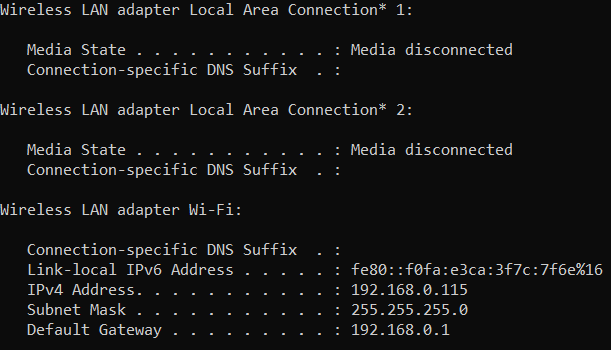 Wireless LAN adapter Local Area Connection* 1:
Media State . . . . . . . . . . . : Media disconnected
Connection-specific DNS Suffix  . :
Wireless LAN adapter Local Area Connection* 2:
Media State . . . . . . . . . . . : Media disconnected
Connection-specific DNS Suffix  . :
Wireless LAN adapter Wi-Fi:
Connection-specific DNS Suffix  . :
Link-local IPv6 Address . . . . . : fe80::f0fa:e3ca:3f7c:7f6e%16
IPv4 Address. . . . . . . . . . . : 192.168.0.115
Subnet Mask . . . . . . . . . . . : 255.255.255.0
Default Gateway . . . . . . . . . : 192.168.0.1